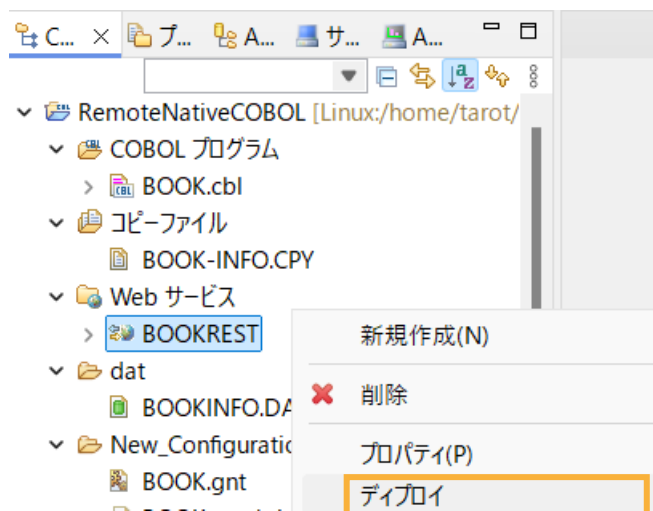 C... プ... A... サ... A...
RemoteNativeCOBOL [Linux:/home/tarot/
COBOL プログラム
BOOK.cbl
コピーファイル
BOOK-INFO.CPY
Web サービス
BOOKREST
新規作成(N)
dat
削除
BOOKINFO.DA
New_Configuratio
プロパティ(P)
BOOK.gnt
ディプロイ